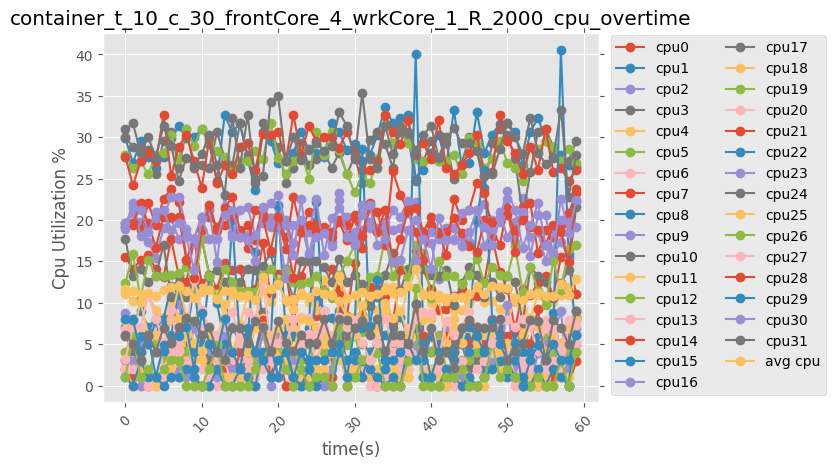 container_t_10_c_30_frontCore_4_wrkCore_1_R_2000_cpu_overtime
Cpu Utilization %
40
35
30
25
20
15
10
5
0
0
10
20
30
40
50
60
time(s)
cpu0
cpu1
cpu2
cpu3
cpu4
cpu5
cpu6
cpu7
cpu8
cpu9
cpu10
cpu11
cpu12
cpu13
cpu14
cpu15
cpu16
cpu17
cpu18
cpu19
cpu20
cpu21
cpu22
cpu23
cpu24
cpu25
cpu26
cpu27
cpu28
cpu29
cpu30
cpu31
avg cpu